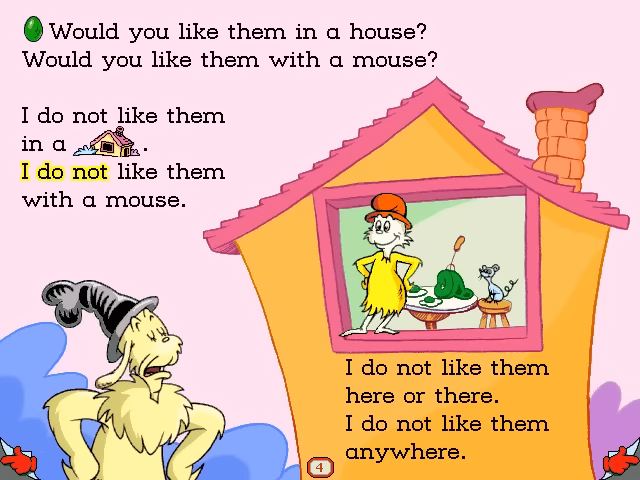 Would you like them in a house?
Would you like them with a mouse?
I do not like them
in a .
I do not like them
with a mouse.
I do not like them
here or there.
I do not like them
anywhere.
4